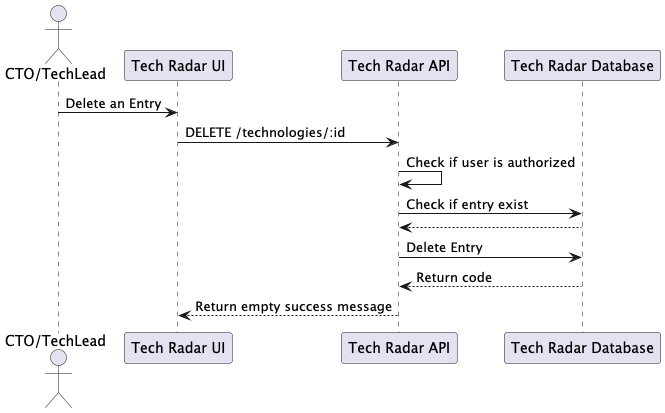 CTO/TechLead
Tech Radar UI
Tech Radar API
Tech Radar Database
Delete an Entry
DELETE /technologies/:id
Check if user is authorized
Check if entry exist
Delete Entry
Return code
Return empty success message
CTO/TechLead
Tech Radar UI
Tech Radar API
Tech Radar Database